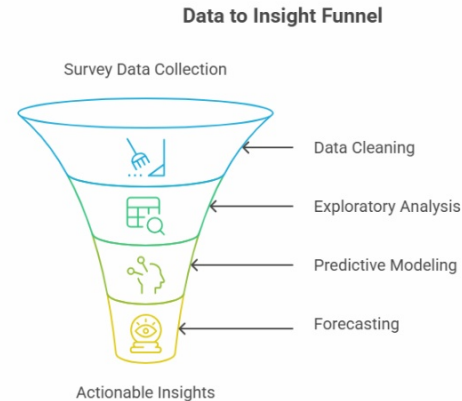 Data to Insight Funnel
Survey Data Collection
Data Cleaning
Exploratory Analysis
Predictive Modeling
Forecasting
Actionable Insights